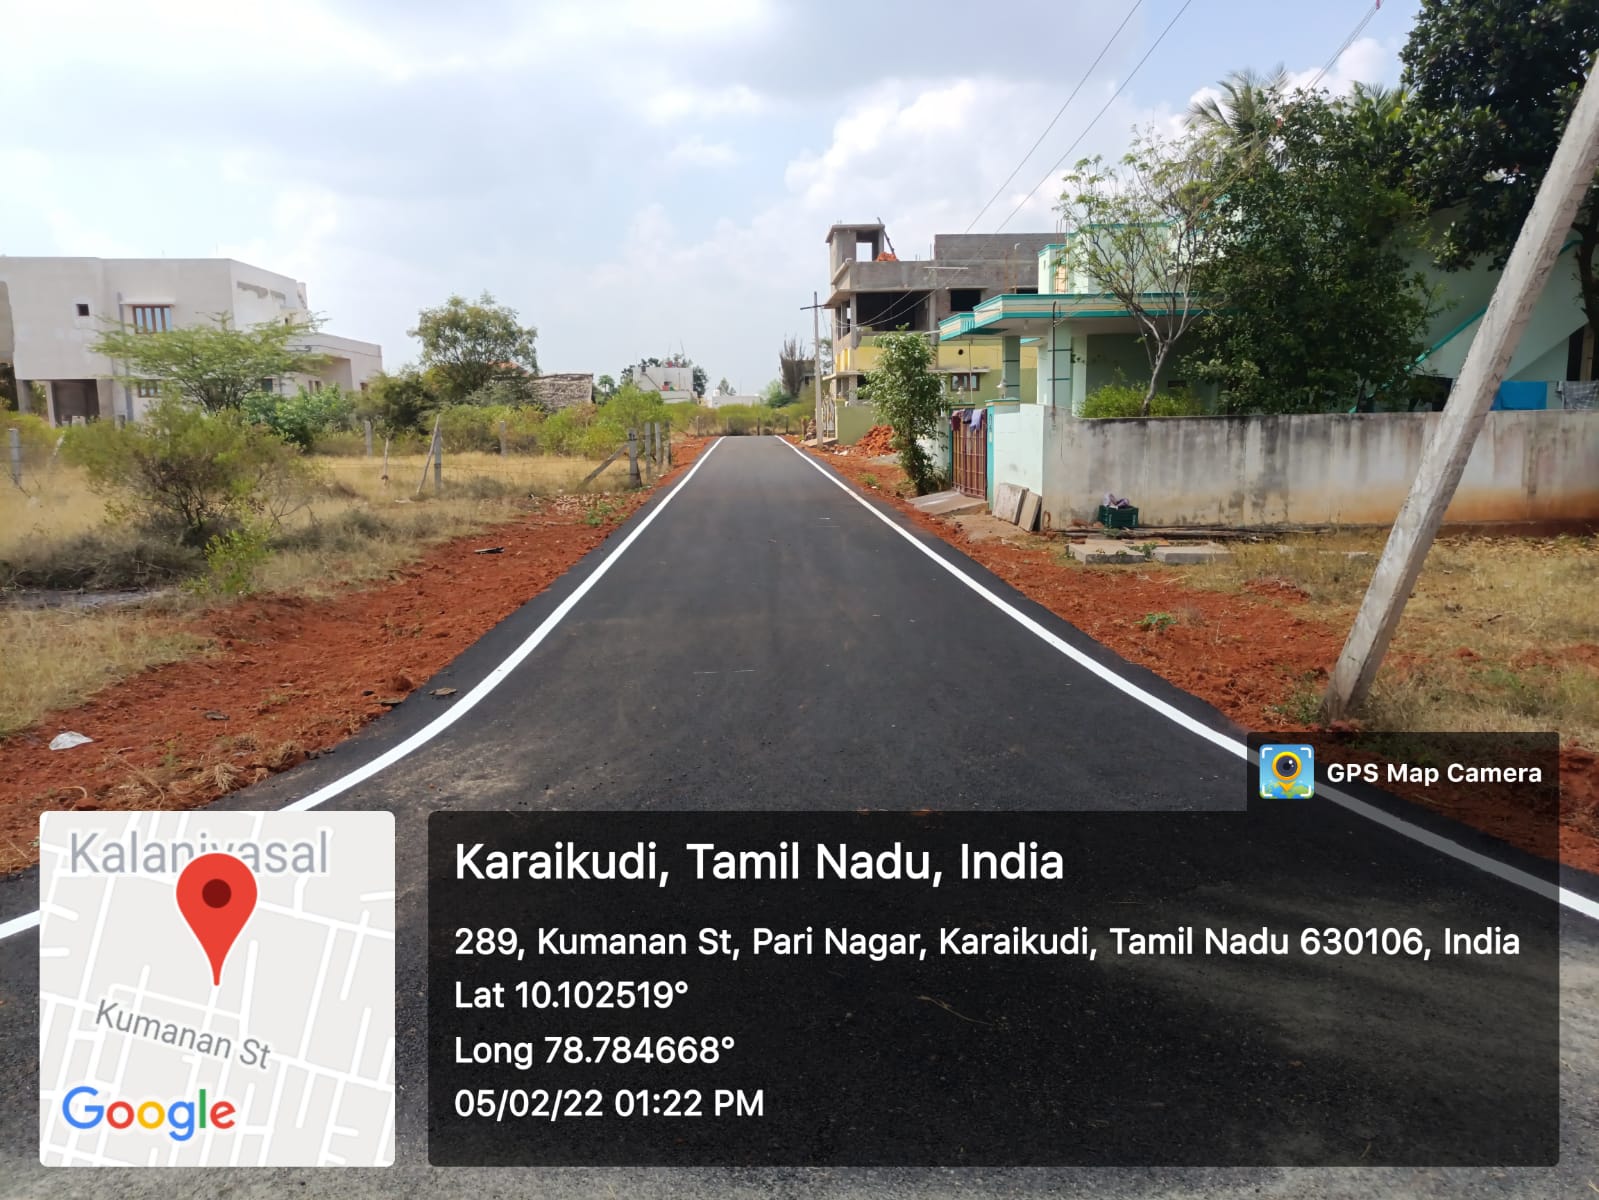 GPS Map Camera
Kalanivasal
Kumanan St
Google
Karaikudi, Tamil Nadu, India
289, Kumanan St, Pari Nagar, Karaikudi, Tamil Nadu 630106, India
Lat 10.102519°
Long 78.784668°
05/02/22 01:22 PM